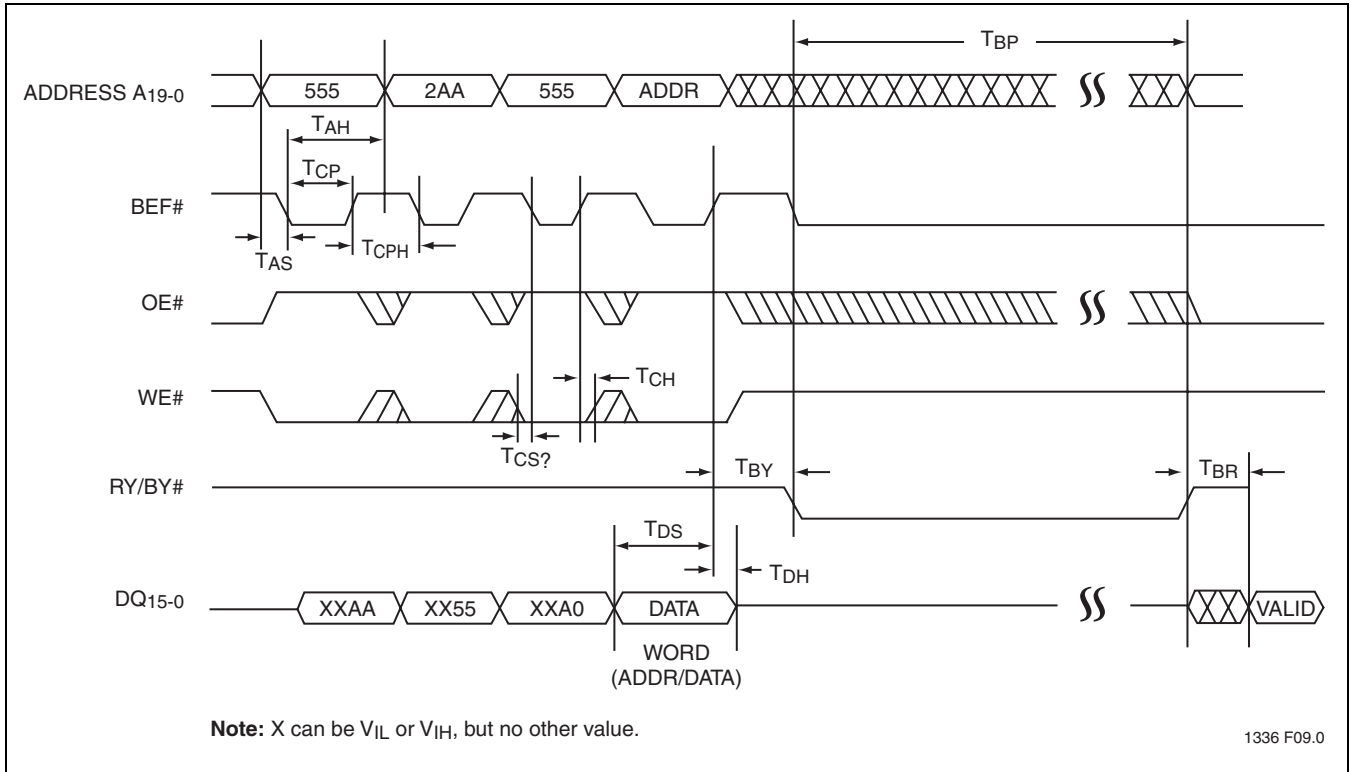 TBP
ADDRESS A19-0
555
2AA
555
ADDR
TAH
TCP
BEF#
TAS
TCPH
OE#
WE#
TCH
TCS?
RY/BY#
TBY
TBR
TDS
TDH
DQ15-0
XXAA
XX55
XXA0
DATA
VALID
WORD
(ADDR/DATA)
Note: X can be VIL or VIH, but no other value.
1336 F09.0